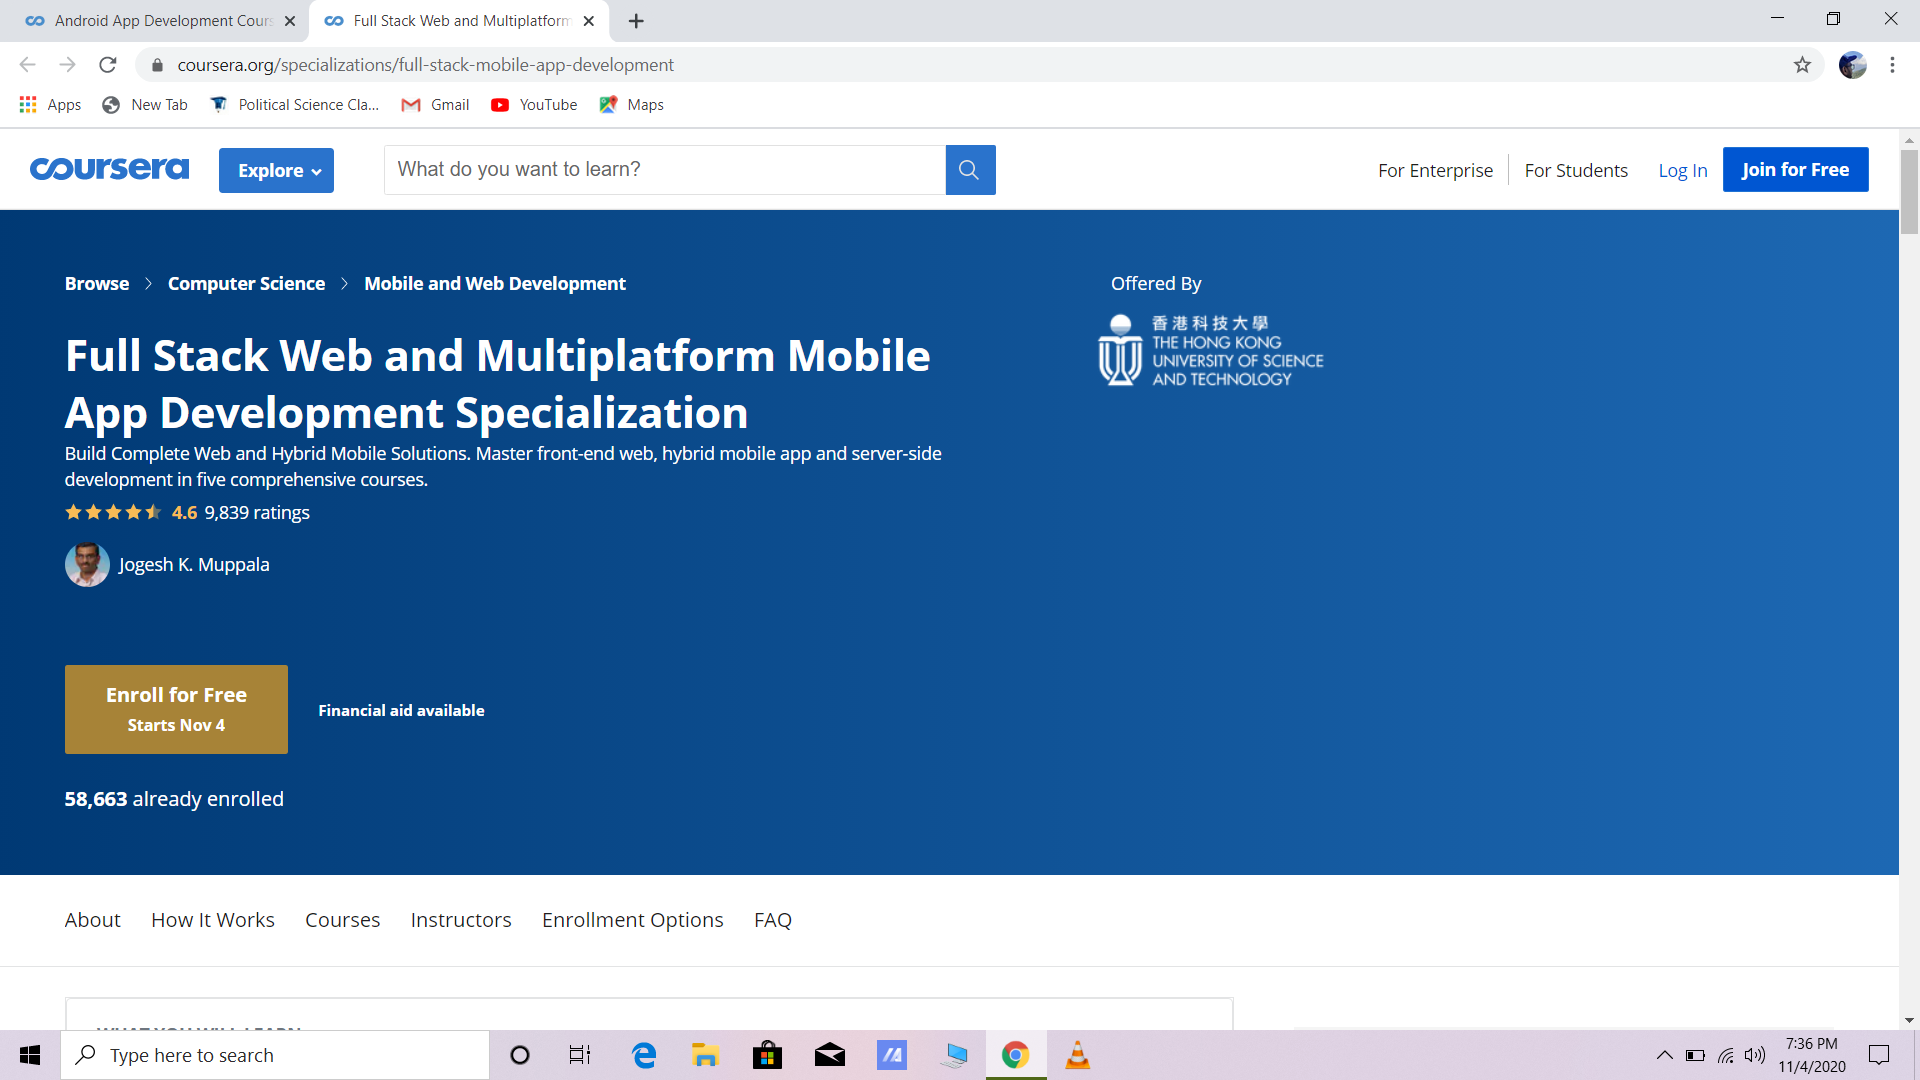 Android App Development Cours
Full Stack Web and Multiplatform
coursera.org/specializations/full-stack-mobile-app-development
Apps
New Tab
Political Science Cla...
Gmail
YouTube
Maps
coursera
Explore
What do you want to learn?
For Enterprise
For Students
Log In
Join for Free
Browse
Computer Science
Mobile and Web Development
Full Stack Web and Multiplatform Mobile
App Development Specialization
Build Complete Web and Hybrid Mobile Solutions. Master front-end web, hybrid mobile app and server-side
development in five comprehensive courses.
4.6 9,839 ratings
Jogesh K. Muppala
Offered By
香港科技大學
THE HONG KONG
UNIVERSITY OF SCIENCE
AND TECHNOLOGY
Enroll for Free
Starts Nov 4
Financial aid available
58,663 already enrolled
About
How It Works
Courses
Instructors
Enrollment Options
FAQ
WHAT YOU WILL LEARN
Type here to search
7:36 PM
11/4/2020